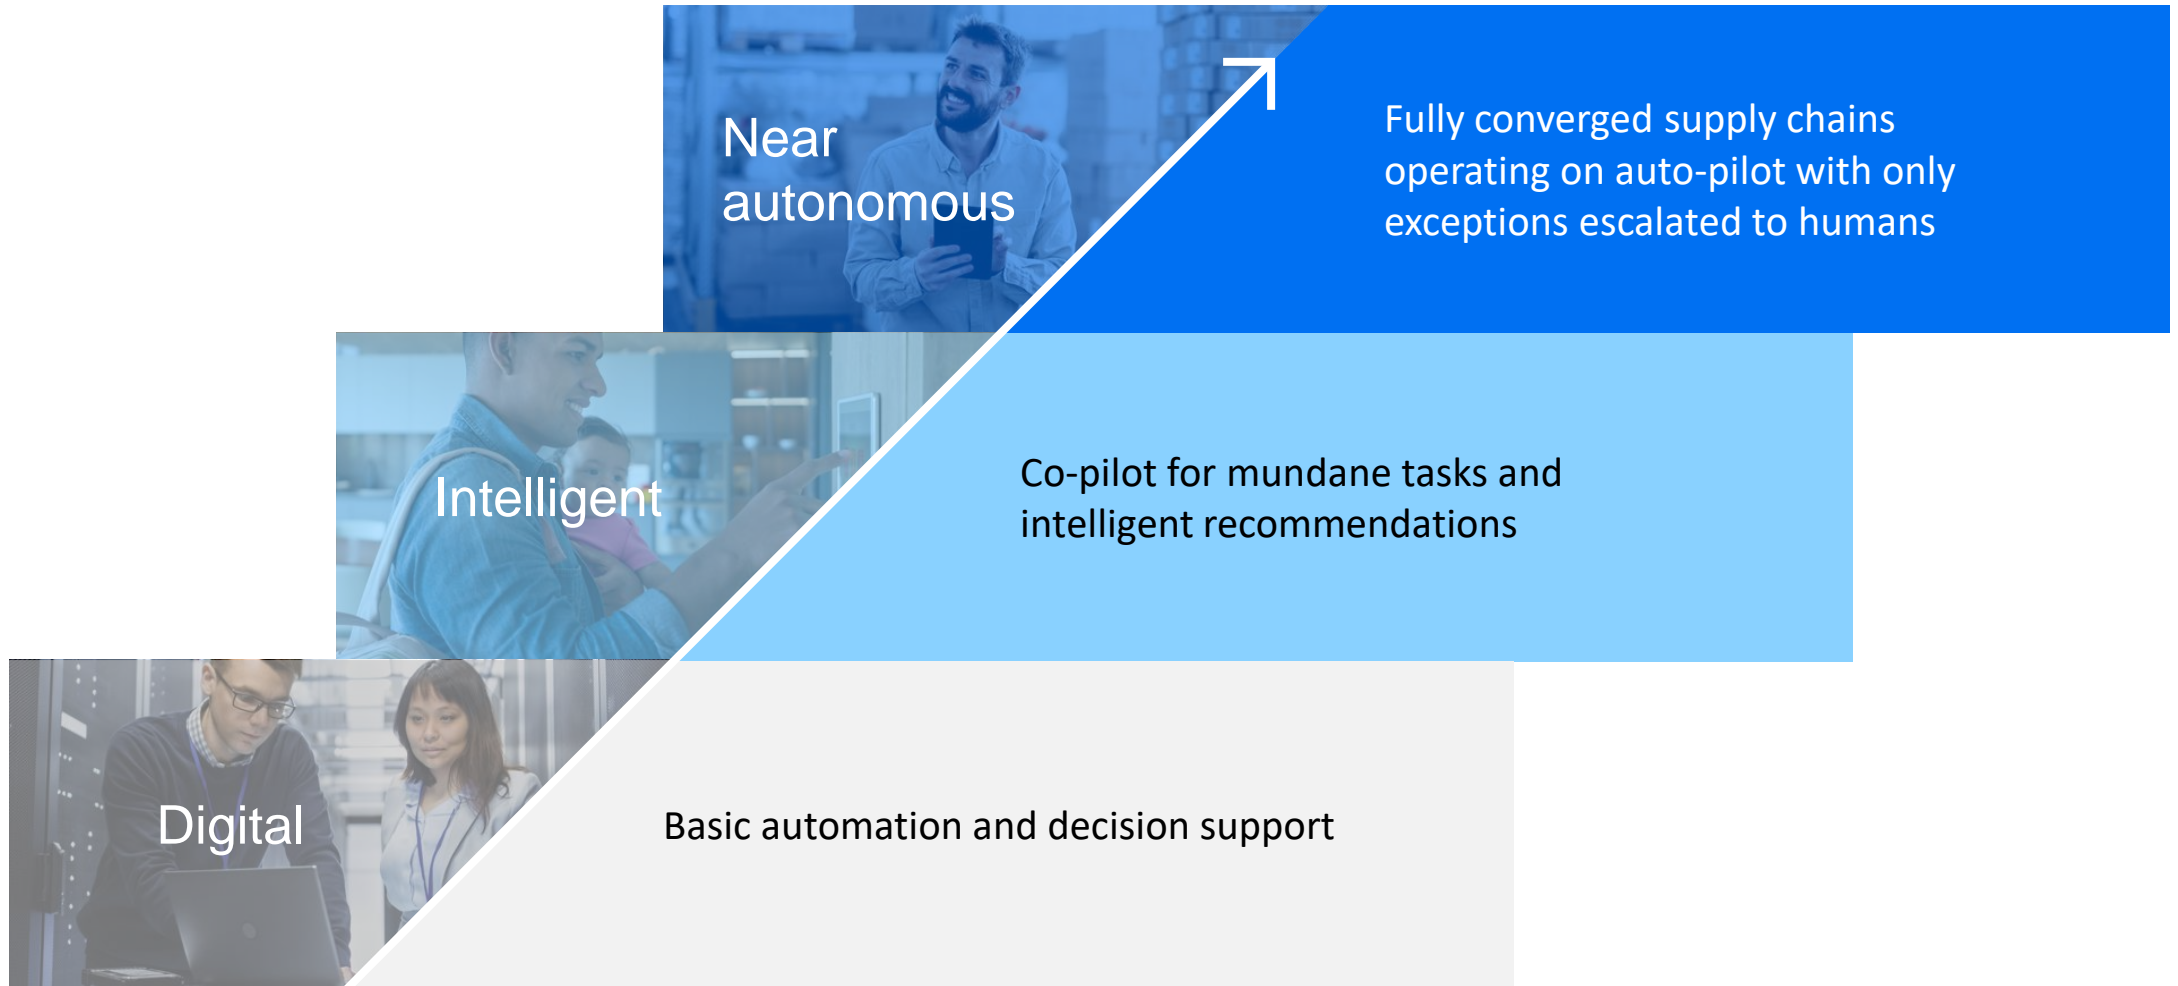 Near
autonomous
Fully converged supply chains
operating on auto-pilot with only
exceptions escalated to humans
Intelligent
Co-pilot for mundane tasks and
intelligent recommendations
Digital
Basic automation and decision support